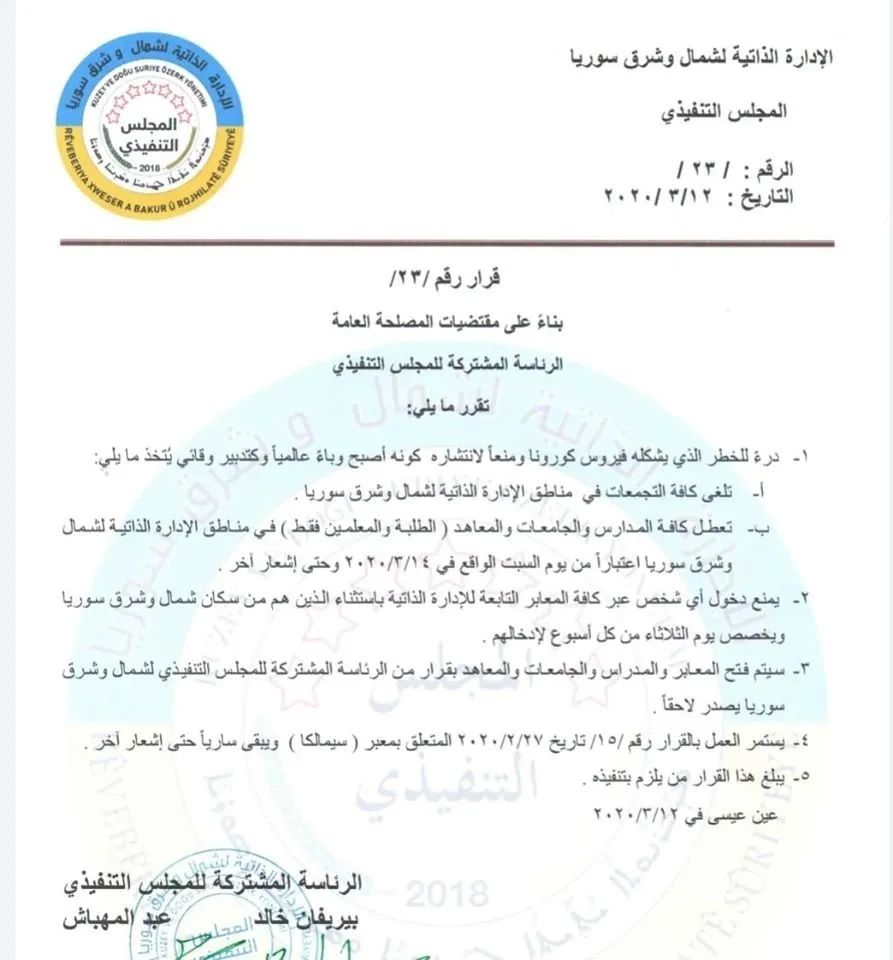 الإدارة الذاتية لشمال وشرق سوريا
المجلس التنفيذي
الرقم : / ٢٣ /
التاريخ : ٢٠٢٠/٣/١٢
الإدارة الذاتية لشمال و شرق سوريا
KUZEY VE DOĞU SURİYE ÖZERK YÖNETİMİ
المجلس
التنفيذي
2018
RÊVEBERIYA XWESER A BAKUR Û ROJHILATÊ SÛRIYEYÊ
قرار رقم /٢٣/
بناءً على مقتضيات المصلحة العامة
الرئاسة المشتركة للمجلس التنفيذي
تقرر ما يلي:
١- درءً للخطر الذي يشكله فيروس كورونا ومنعاً لانتشاره كونه أصبح وباءً عالمياً وكتدبير وقائي يُتخذ ما يلي:
أ- تلغى كافة التجمعات في مناطق الإدارة الذاتية لشمال وشرق سوريا .
ب- تعطل كافة المدارس والجامعات والمعاهد ( الطلبة والمعلمين فقط ) في مناطق الإدارة الذاتية لشمال
وشرق سوريا اعتباراً من يوم السبت الواقع في ٢٠٢٠/٣/١٤ وحتى إشعار آخر .
٢- يمنع دخول أي شخص عبر كافة المعابر التابعة للإدارة الذاتية باستثناء الذين هم من سكان شمال وشرق سوريا
ويخصص يوم الثلاثاء من كل أسبوع لإدخالهم .
٣- سيتم فتح المعابر والمدراس والجامعات والمعاهد بقرار من الرئاسة المشتركة للمجلس التنفيذي لشمال وشرق
سوريا يصدر لاحقاً .
٤- يستمر العمل بالقرار رقم /١٥/ تاريخ ٢٠٢٠/٢/٢٧ المتعلق بمعبر ( سيمالكا ) ويبقى سارياً حتى إشعار آخر .
٥- يبلغ هذا القرار من يلزم بتنفيذه .
عين عيسى في ٢٠٢٠/٣/١٢
الرئاسة المشتركة للمجلس التنفيذي
بيريفان خالد عبد المهباش
المجلس
التنفيذي
2018